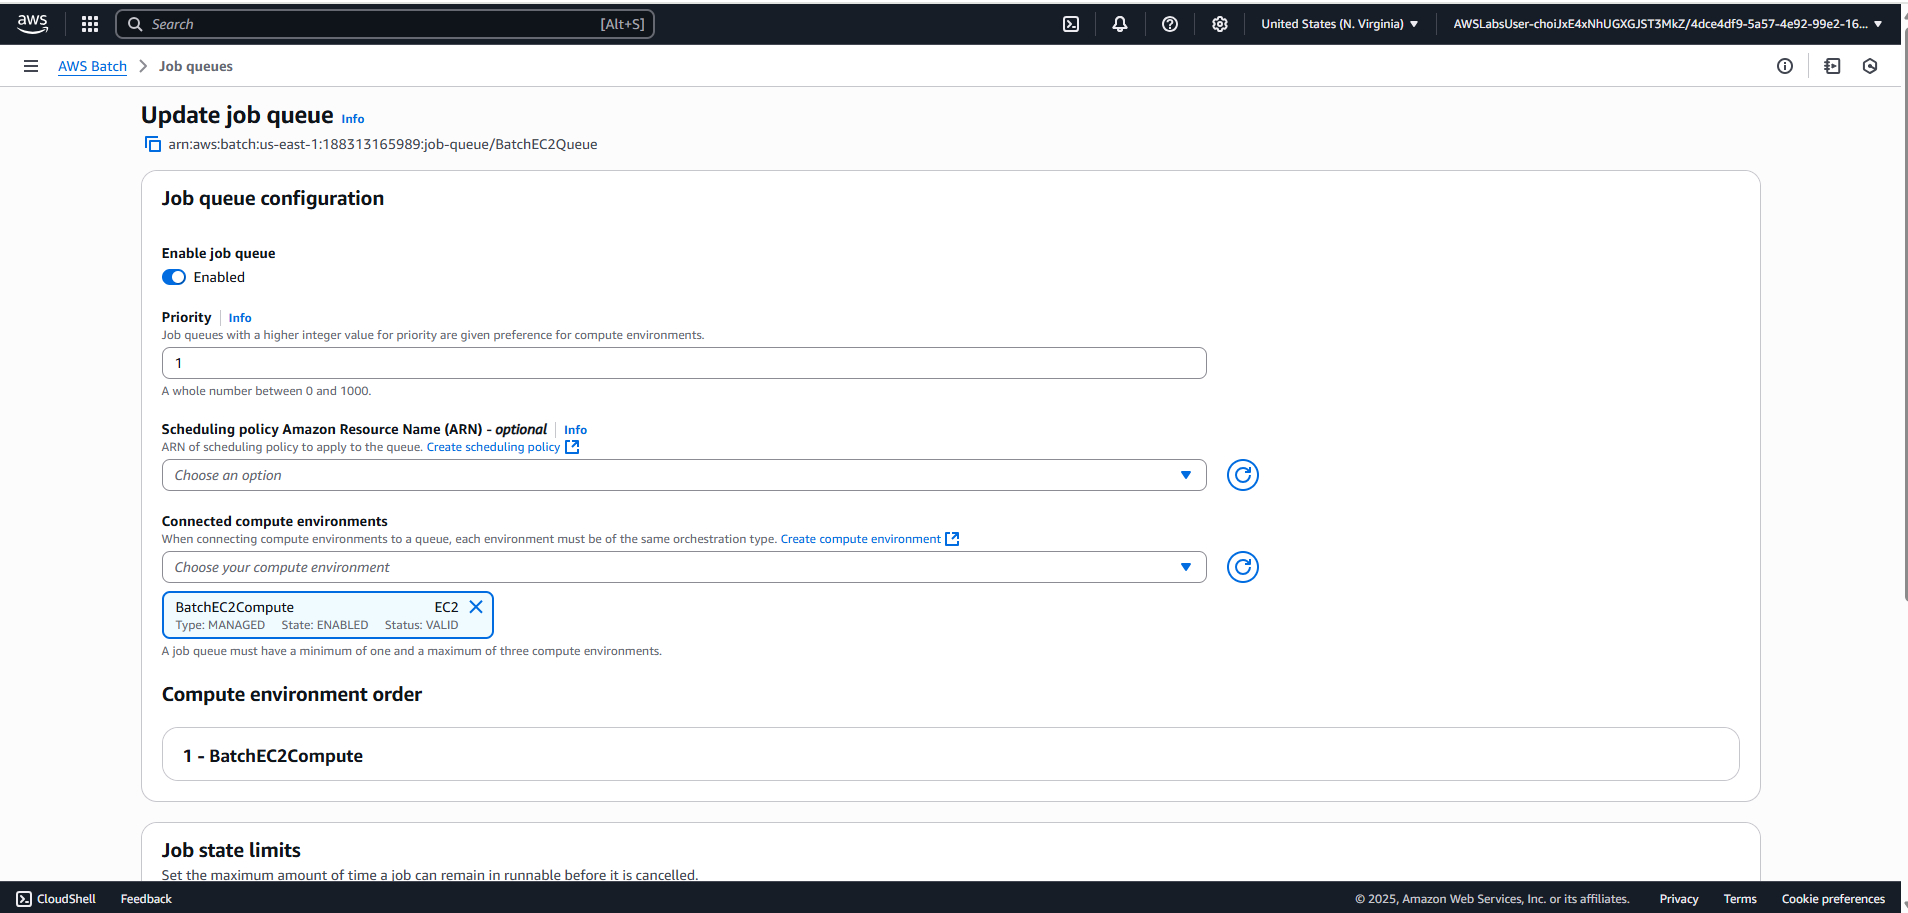 aws
Search [Alt+S]
United States (N. Virginia)
AWSLabsUser-choiJxE4xNhUGXGJST3MkZ/4dce4df9-5a57-4e92-99e2-16...
AWS Batch
Job queues
Update job queue Info
arn:aws:batch:us-east-1:188313165989:job-queue/BatchEC2Queue
Job queue configuration
Enable job queue
Enabled
Priority Info
Job queues with a higher integer value for priority are given preference for compute environments.
1
A whole number between 0 and 1000.
Scheduling policy Amazon Resource Name (ARN) - optional Info
ARN of scheduling policy to apply to the queue. Create scheduling policy
Choose an option
Connected compute environments
When connecting compute environments to a queue, each environment must be of the same orchestration type. Create compute environment
Choose your compute environment
BatchEC2Compute EC2
Type: MANAGED State: ENABLED Status: VALID
A job queue must have a minimum of one and a maximum of three compute environments.
Compute environment order
1 - BatchEC2Compute
Job state limits
Set the maximum amount of time a job can remain in runnable before it is cancelled.
CloudShell Feedback © 2025, Amazon Web Services, Inc. or its affiliates. Privacy Terms Cookie preferences